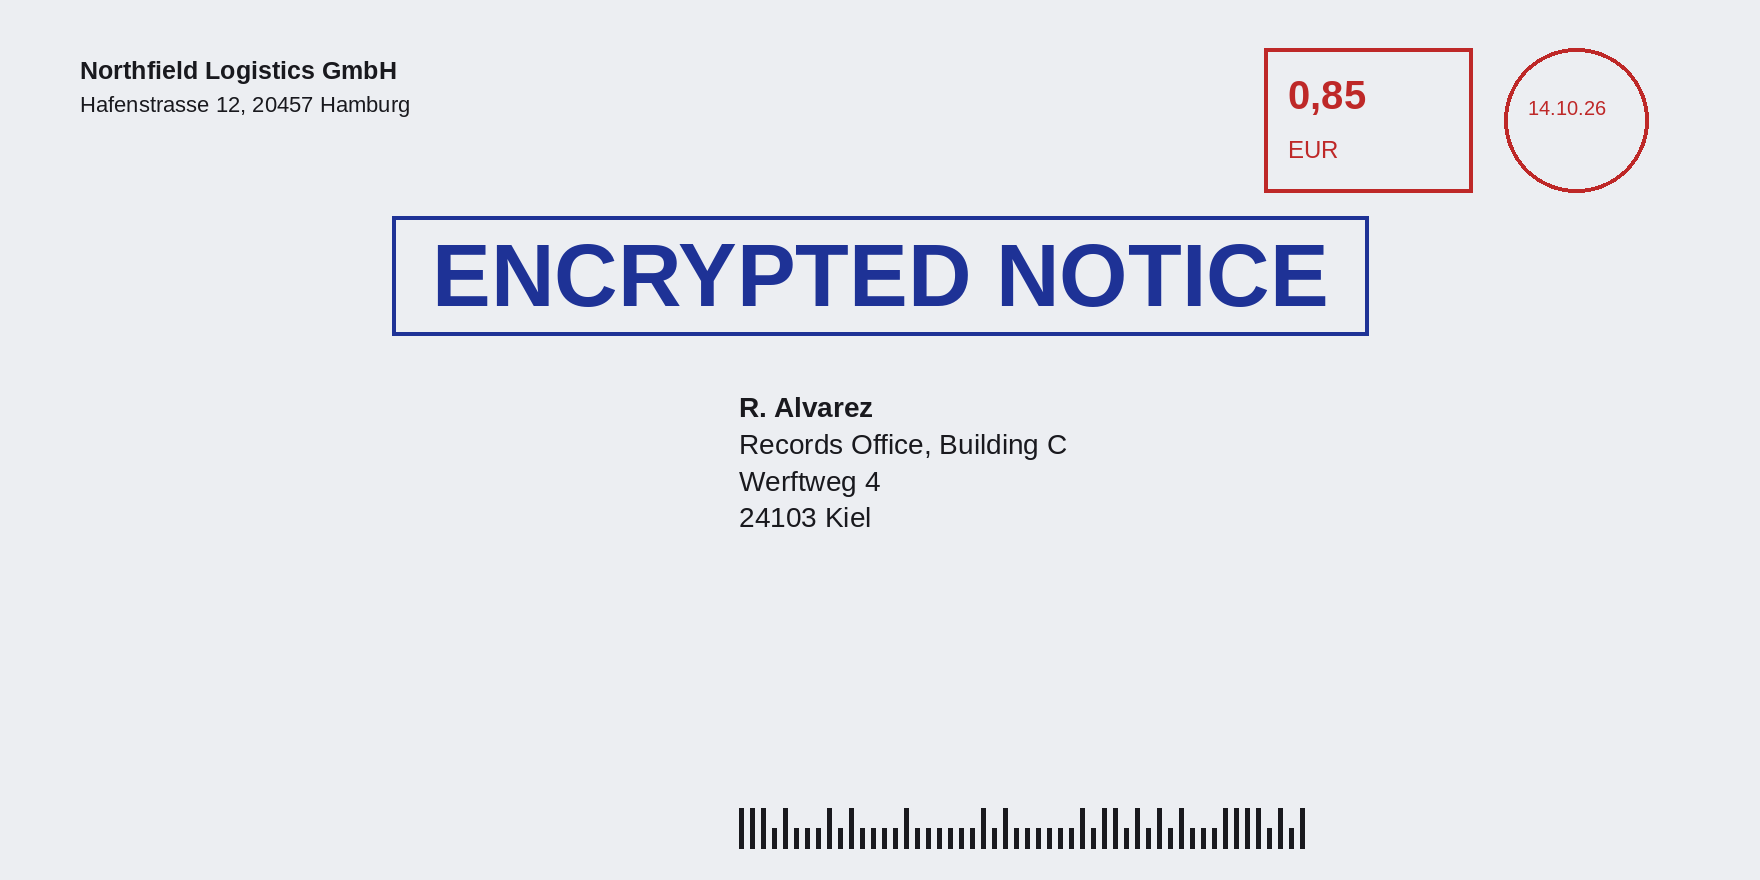 Northfield Logistics GmbH
Hafenstrasse 12, 20457 Hamburg
0,85
EUR
14.10.26
ENCRYPTED NOTICE
R. Alvarez
Records Office, Building C
Werftweg 4
24103 Kiel